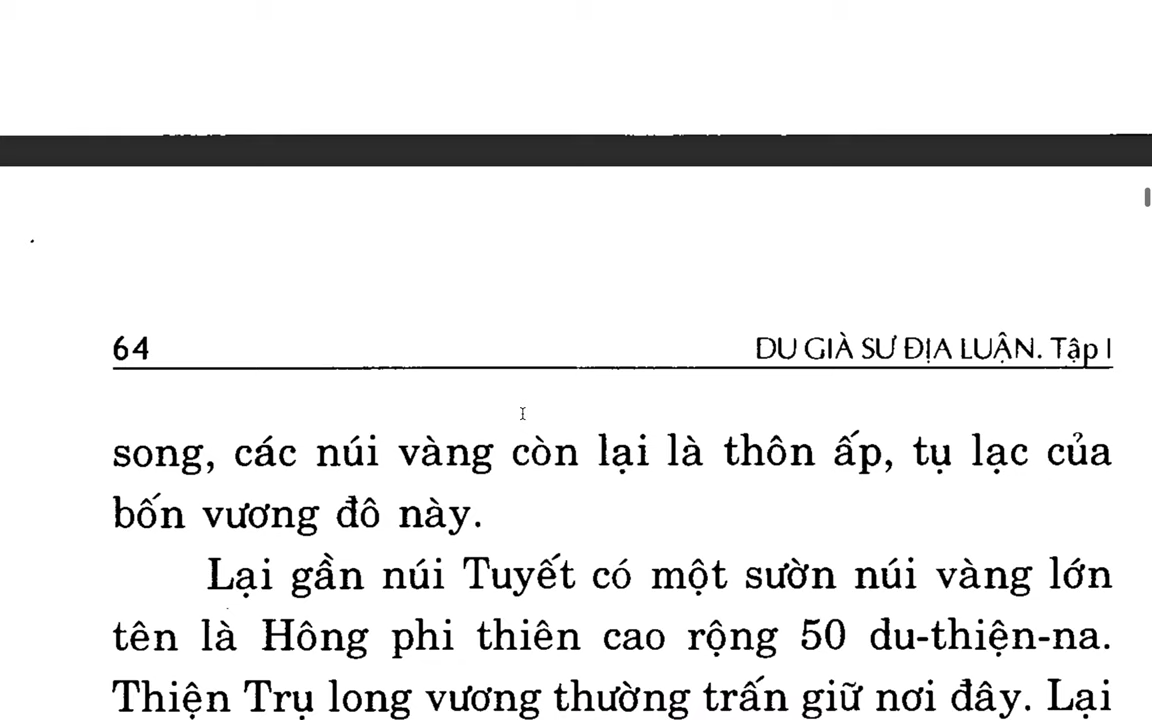 64 DU GIÀ SƯ ĐỊA LUẬN. Tập I
song, các núi vàng còn lại là thôn ấp, tụ lạc của
bốn vương đô này.
Lại gần núi Tuyết có một sườn núi vàng lớn
tên là Hông phi thiên cao rộng 50 du-thiện-na.
Thiện Trụ long vương thường trấn giữ nơi đây. Lại